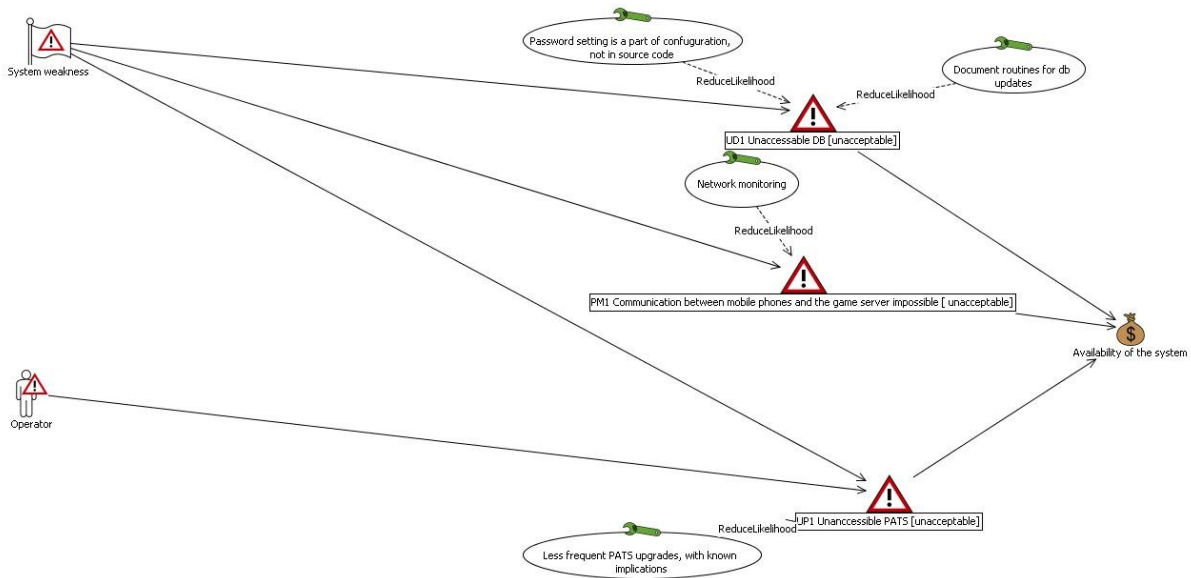 System weakness
Password setting is a part of confuguration,
not in source code
Document routines for db
updates
ReduceLikelihood
ReduceLikelihood
UD1 Unaccessable DB [unacceptable]
Network monitoring
ReduceLikelihood
PM1 Communication between mobile phones and the game server impossible [ unacceptable]
$
Availability of the system
Operator
UP1 Unanccessible PATS [unacceptable]
ReduceLikelihood
Less frequent PATS upgrades, with known
implications